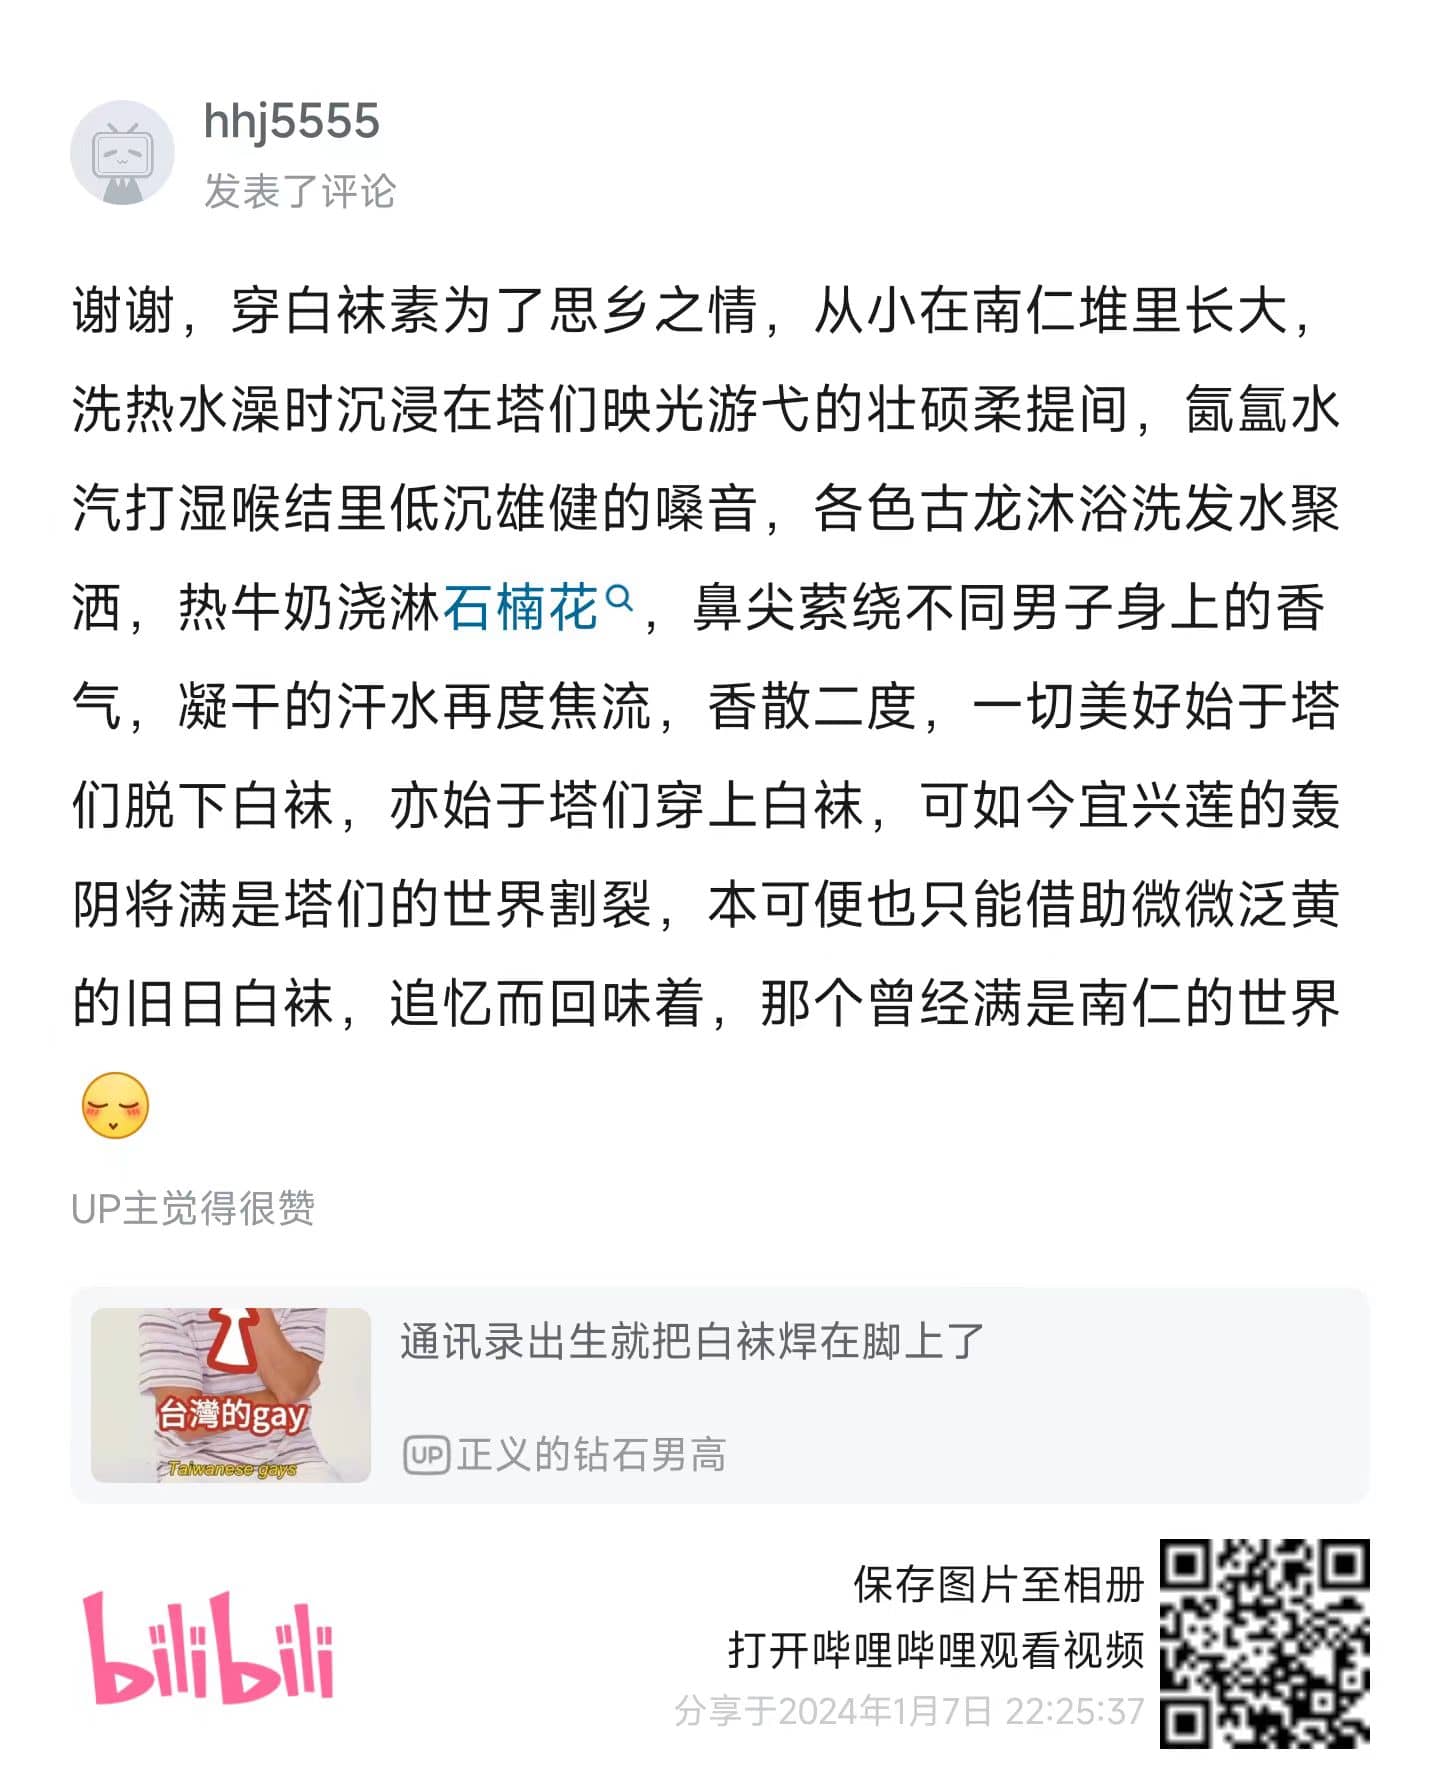 hhj5555
发表了评论
谢谢，穿白袜素为了思乡之情，从小在南仁堆里长大，
洗热水澡时沉浸在塔们映光游弋的壮硕柔提间，氤氲水
汽打湿喉结里低沉雄健的嗓音，各色古龙沐浴洗发水聚
洒，热牛奶浇淋石楠花，鼻尖萦绕不同男子身上的香
气，凝干的汗水再度焦流，香散二度，一切美好始于塔
们脱下白袜，亦始于塔们穿上白袜，可如今宜兴莲的轰
阴将满是塔们的世界割裂，本可便也只能借助微微泛黄
的旧日白袜，追忆而回味着，那个曾经满是南仁的世界
UP主觉得很赞
台灣的gay
Taiwanese gays
通讯录出生就把白袜焊在脚上了
UP正义的钻石男高
bilibili
保存图片至相册
打开哔哩哔哩观看视频
分享于2024年1月7日 22:25:37